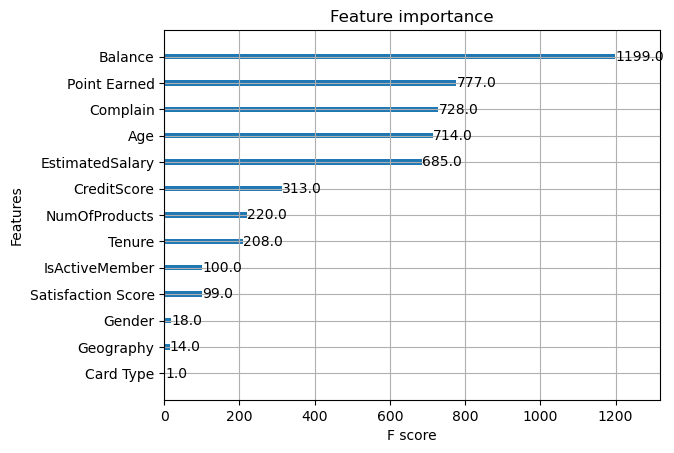 Feature importance
Balance 1199.0
Point Earned 777.0
Complain 728.0
Age 714.0
EstimatedSalary 685.0
CreditScore 313.0
NumOfProducts 220.0
Tenure 208.0
IsActiveMember 100.0
Satisfaction Score 99.0
Gender 18.0
Geography 14.0
Card Type 1.0
Features
0 200 400 600 800 1000 1200
F score